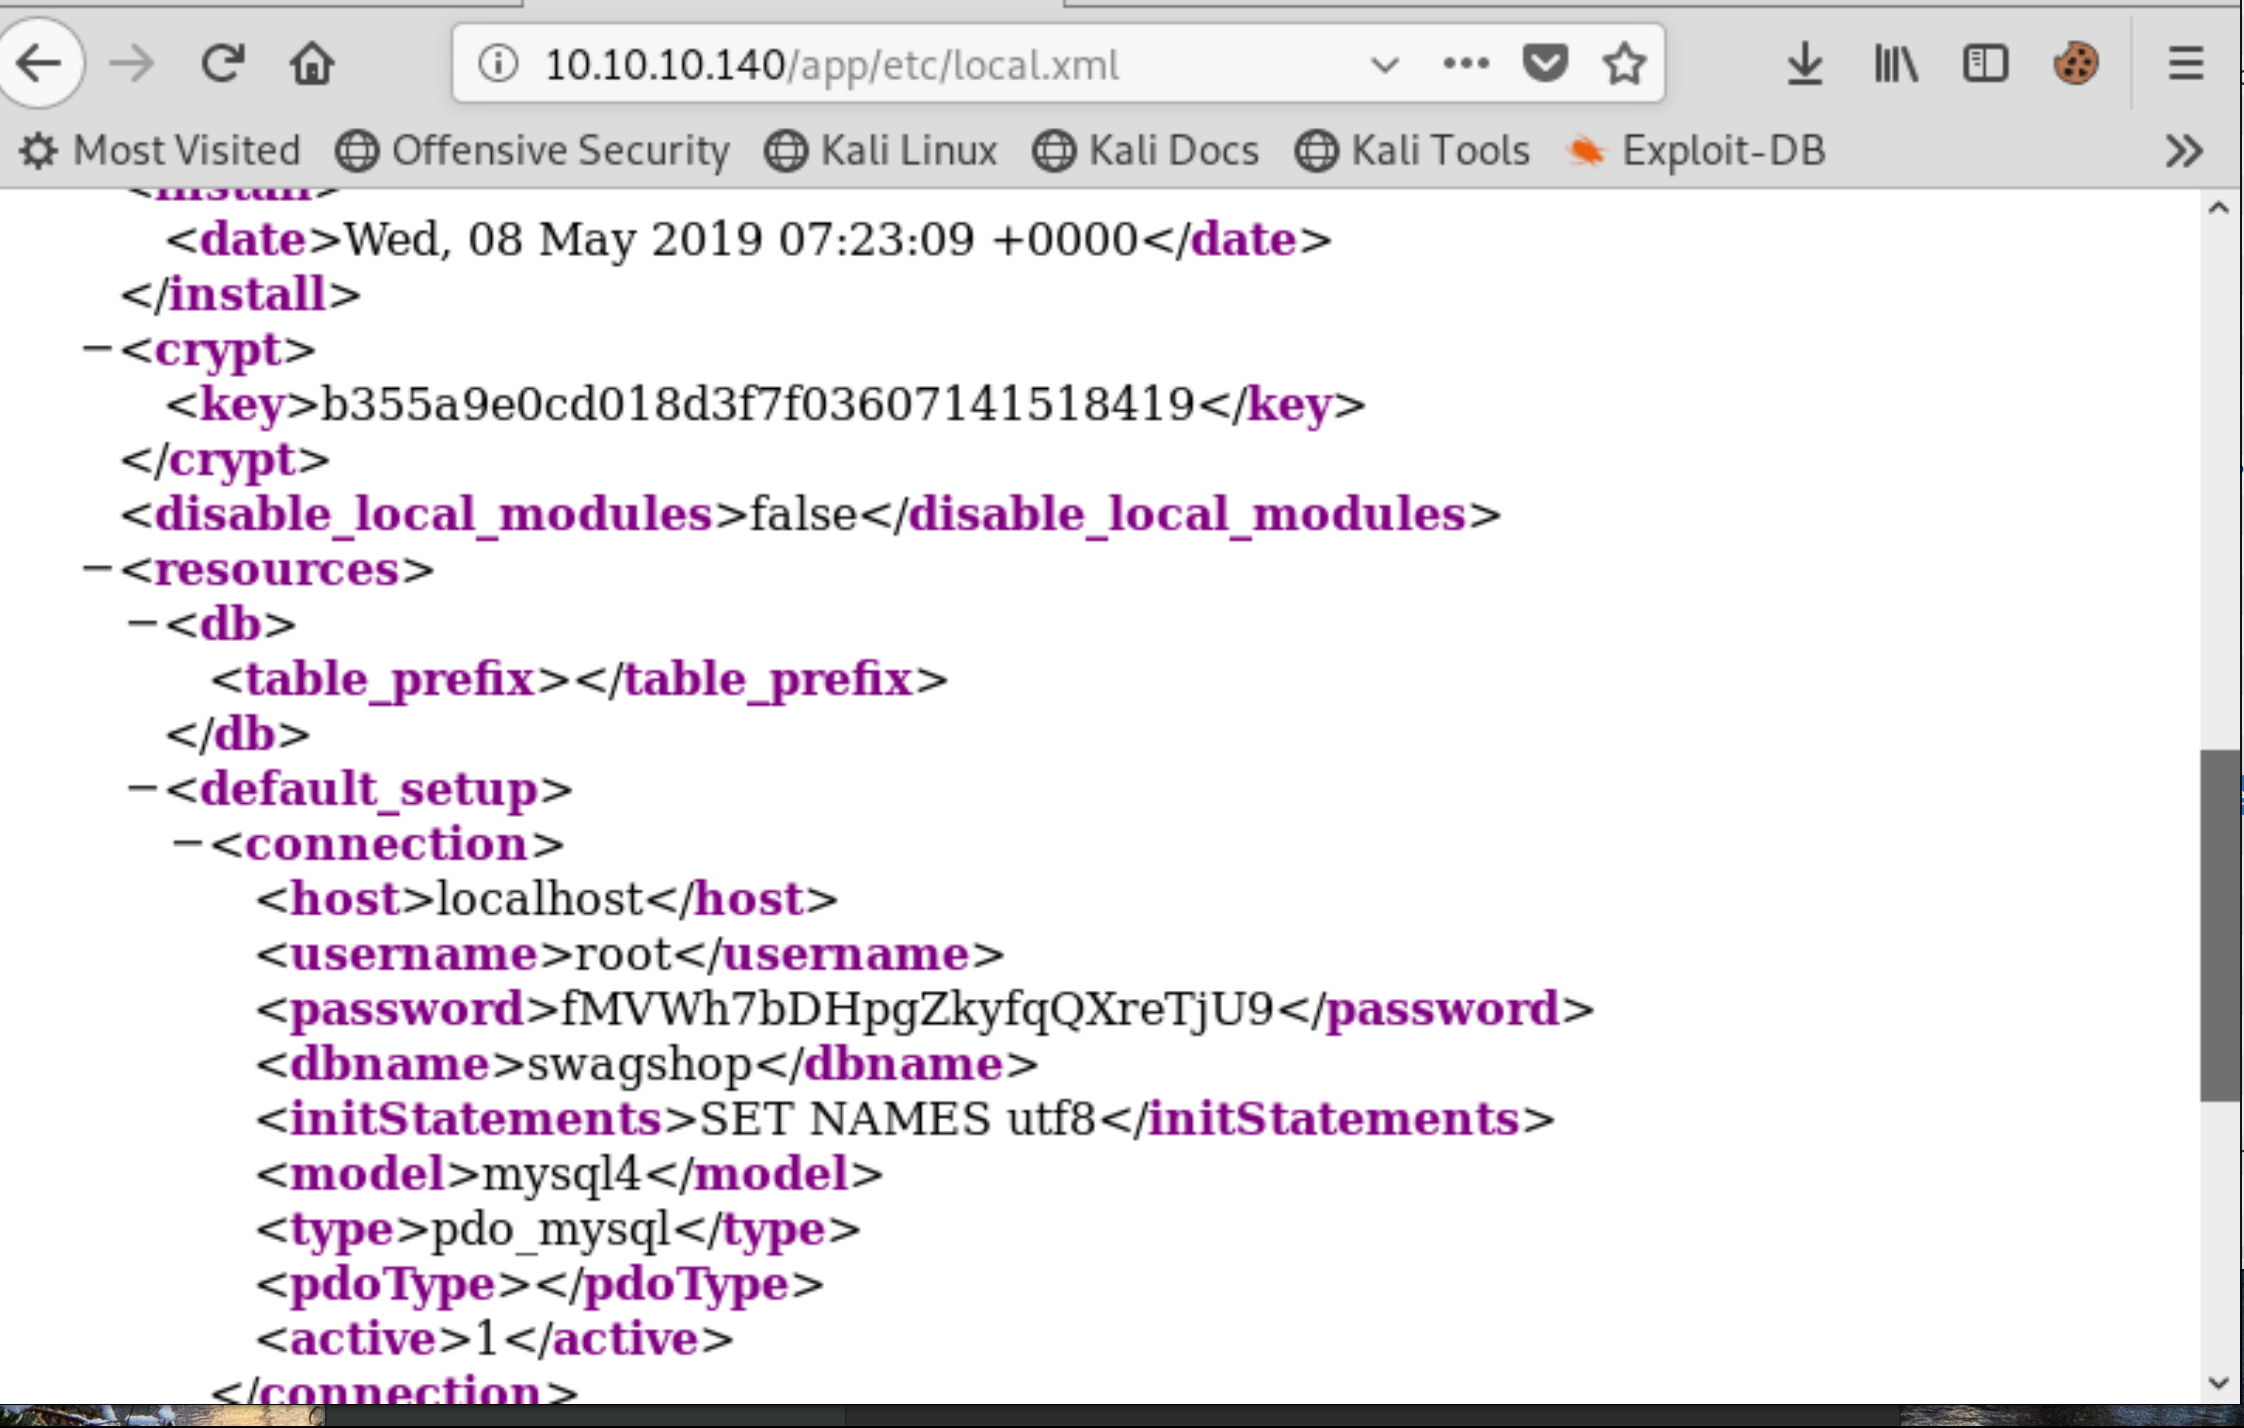 10.10.10.140/app/etc/local.xml
Most Visited Offensive Security Kali Linux Kali Docs Kali Tools Exploit-DB
<install>
<date>Wed, 08 May 2019 07:23:09 +0000</date>
</install>
−<crypt>
<key>b355a9e0cd018d3f7f03607141518419</key>
</crypt>
<disable_local_modules>false</disable_local_modules>
−<resources>
−<db>
<table_prefix></table_prefix>
</db>
−<default_setup>
−<connection>
<host>localhost</host>
<username>root</username>
<password>fMVWh7bDHpgZkyfqQXreTjU9</password>
<dbname>swagshop</dbname>
<initStatements>SET NAMES utf8</initStatements>
<model>mysql4</model>
<type>pdo_mysql</type>
<pdoType></pdoType>
<active>1</active>
</connection>